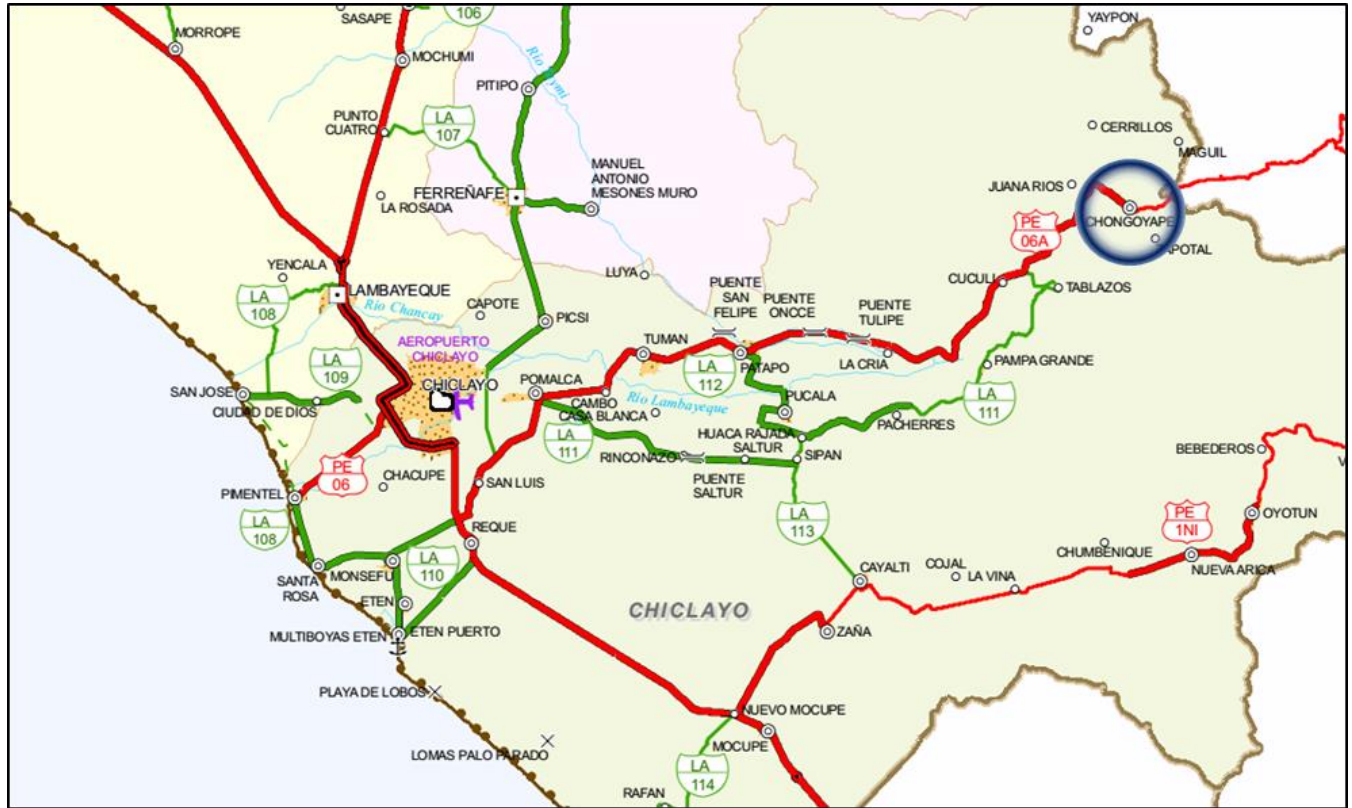 YAYPON
SASAPE
LA
106
MORROPE
MOCHUMI
PITIPO
PUNTO
CUATRO
LA
107
CERRILLOS
MAGUIL
MANUEL
ANTONIO
MESONES MURO
FERREÑAFE
LA ROSADA
JUANA RIOS
CHONGOYAPE
PE
06A
YENCALA
LAMBAYEQUE
LUYA
CUCULI
TABLAZOS
LA
108
Río Chancay
CAPOTE
PICSI
PUENTE
SAN
FELIPE
PUENTE
ONCCE
PUENTE
TULIPE
AEROPUERTO
CHICLAYO
TUMAN
LA
112
PATAPO
LA CRIA
PAMPA GRANDE
LA
109
CHICLAYO
POMALCA
SAN JOSE
CIUDAD DE DIOS
CAMBO
CASA BLANCA
Río Lambayeque
PUCALA
LA
111
PACHERRES
LA
111
HUACA RAJADA
SALTUR
SIPAN
RINCONAZO
PUENTE
SALTUR
BEBEDEROS
PE
06
CHACUPE
SAN LUIS
PIMENTEL
LA
108
REQUE
LA
113
PE
1NI
OYOTUN
CHUMBENIQUE
NUEVA ARICA
SANTA
ROSA
MONSEFU
LA
110
CAYALTI
COJAL
LA VINA
ETEN
CHICLAYO
ZAÑA
MULTIBOYAS ETEN
ETEN PUERTO
PLAYA DE LOBOS
NUEVO MOCUPE
MOCUPE
LOMAS PALO PARADO
LA
114
RAFAN